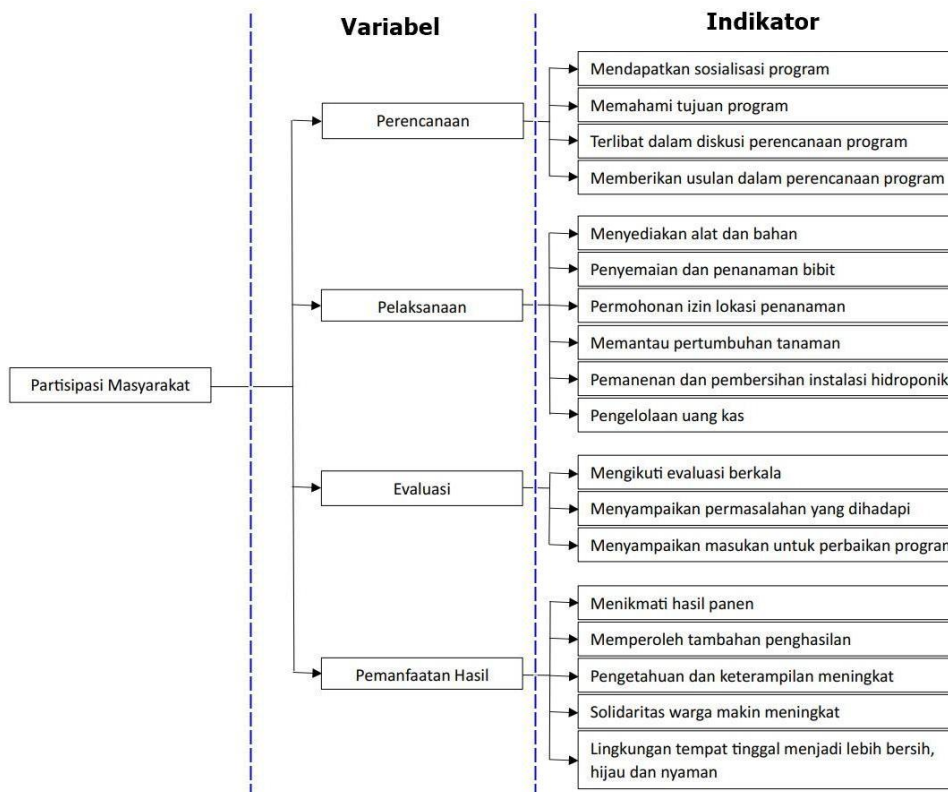 Variabel
Indikator
Partisipasi Masyarakat
Perencanaan
Mendapatkan sosialisasi program
Memahami tujuan program
Terlibat dalam diskusi perencanaan program
Memberikan usulan dalam perencanaan program
Pelaksanaan
Menyediakan alat dan bahan
Penyemaian dan penanaman bibit
Permohonan izin lokasi penanaman
Memantau pertumbuhan tanaman
Pemanenan dan pembersihan instalasi hidroponik
Pengelolaan uang kas
Evaluasi
Mengikuti evaluasi berkala
Menyampaikan permasalahan yang dihadapi
Menyampaikan masukan untuk perbaikan program
Pemanfaatan Hasil
Menikmati hasil panen
Memperoleh tambahan penghasilan
Pengetahuan dan keterampilan meningkat
Solidaritas warga makin meningkat
Lingkungan tempat tinggal menjadi lebih bersih,
hijau dan nyaman